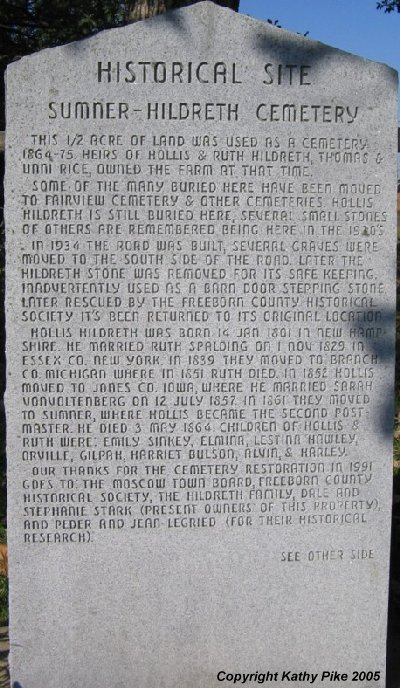 HISTORICAL SITE
SUMNER-HILDRETH CEMETERY
THIS 1/2 ACRE OF LAND WAS USED AS A CEMETERY
1864-75. HEIRS OF HOLLIS & RUTH HILDRETH, THOMAS &
UNNI RICE, OWNED THE FARM AT THAT TIME.
SOME OF THE MANY BURIED HERE HAVE BEEN MOVED
TO FAIRVIEW CEMETERY & OTHER CEMETERIES. HOLLIS
HILDRETH IS STILL BURIED HERE, SEVERAL SMALL STONES
OF OTHERS ARE REMEMBERED BEING HERE IN THE 1920'S.
IN 1934 THE ROAD WAS BUILT, SEVERAL GRAVES WERE
MOVED TO THE SOUTH SIDE OF THE ROAD. LATER THE
HILDRETH STONE WAS REMOVED FOR ITS SAFE KEEPING.
INADVERTENTLY USED AS A BARN DOOR STEPPING STONE
LATER RESCUED BY THE FREEBORN COUNTY HISTORICAL
SOCIETY IT'S BEEN RETURNED TO ITS ORIGINAL LOCATION.
HOLLIS HILDRETH WAS BORN 14 JAN. 1801 IN NEW HAMP-
SHIRE. HE MARRIED RUTH SPALDING ON 1 NOV. 1829, IN
ESSEX CO. NEW YORK. IN 1839 THEY MOVED TO BRANCH
CO. MICHIGAN WHERE IN 1851 RUTH DIED. IN 1852 HOLLIS
MOVED TO JONES CO. IOWA, WHERE HE MARRIED SARAH
VONVOLTENBERG ON 12 JULY 1857. IN 1861 THEY MOVED
TO SUMNER, WHERE HOLLIS BECAME THE SECOND POST-
MASTER. HE DIED 3 MAY 1864. CHILDREN OF HOLLIS &
RUTH WERE: EMILY SINKEY, ELMINA, LESTINA HAWLEY,
ORVILLE, GILPAH, HARRIET BULSON, ALVIN, & HARLEY.
OUR THANKS FOR THE CEMETERY RESTORATION IN 1991
GOES TO: THE MOSCOW TOWN BOARD, FREEBORN COUNTY
HISTORICAL SOCIETY, THE HILDRETH FAMILY, DALE AND
STEPHANIE STARK (PRESENT OWNERS OF THIS PROPERTY),
AND PEDER AND JEAN LEGRIED (FOR THEIR HISTORICAL
RESEARCH).
SEE OTHER SIDE
Copyright Kathy Pike 2005